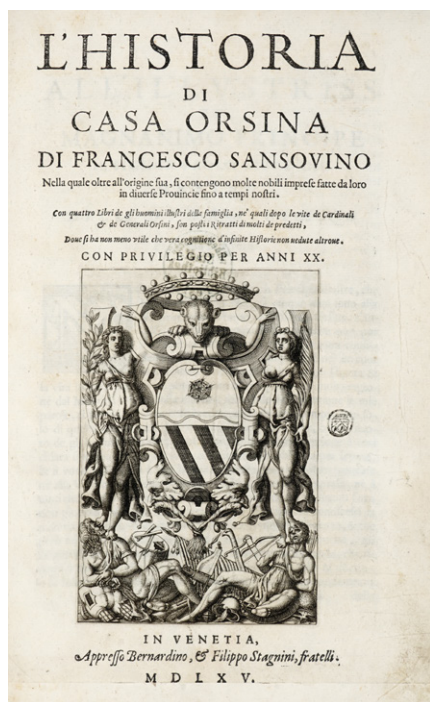 L'HISTORIA
DI
CASA ORSINA
DI FRANCESCO SANSOVINO
Nella quale oltre all'origine sua, si contengono molte nobili imprese fatte da loro
in diuerse Prouincie fino a tempi nostri.
Con quattro Libri de gli huomini illustri della famiglia, ne' quali dopo le vite de Cardinali
& de Generali Orsini, son posti i Ritratti di molti de predetti,
Doue si ha non meno vtile che vera cognitione d'infinite Historie non vedute altroue.
CON PRIVILEGIO PER ANNI XX.
IN VENETIA,
Appresso Bernardino, & Filippo Stagnini, fratelli.
M D L X V.